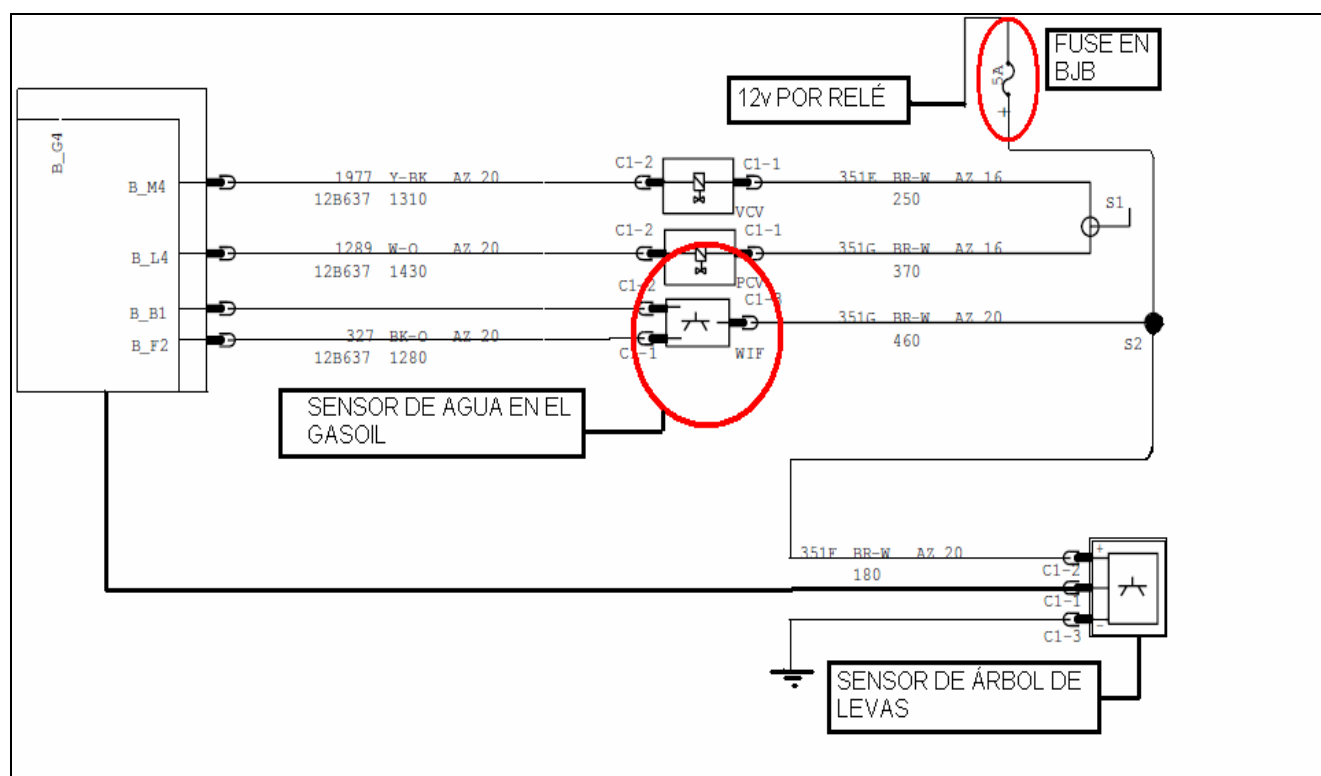 FUSE EN
BJB
5A
+
12v POR RELÉ
B_G4
B_M4
1977 Y-BK AZ 20
12B637 1310
C1-2
C1-1
VCV
351E BR-W AZ 16
250
S1
B_L4
1289 W-O AZ 20
12B637 1430
C1-2
C1-1
PCV
351G BR-W AZ 16
370
B_B1
C1-2
C1-3
B_F2
327 BK-O AZ 20
12B637 1280
C1-1
WIF
351G BR-W AZ 20
460
S2
SENSOR DE AGUA EN EL
GASOIL
351F BR-W AZ 20
180
C1-2
+
C1-1
C1-3
-
SENSOR DE ÁRBOL DE
LEVAS